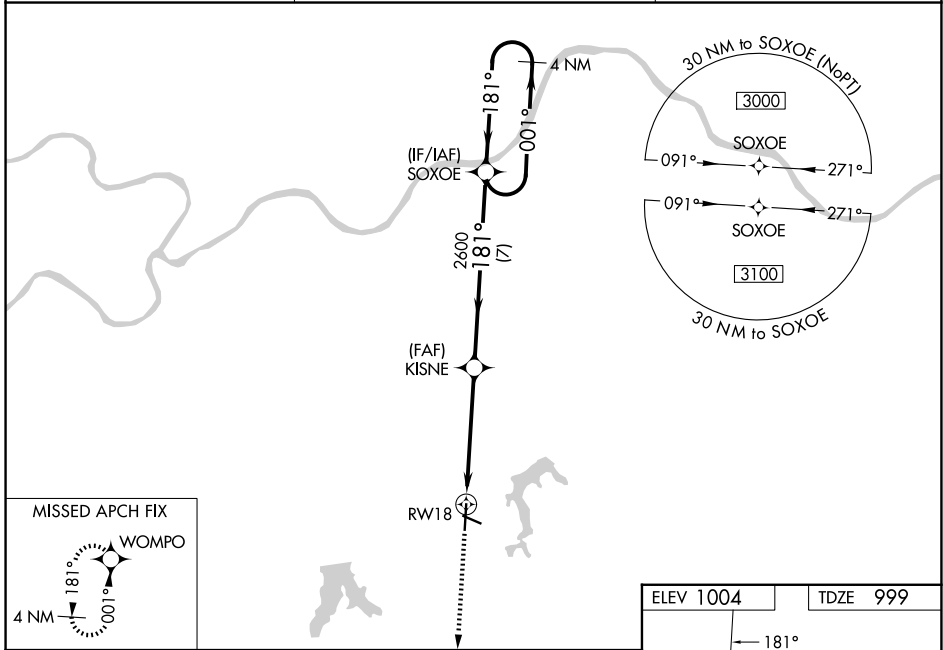 4 NM
181°
001°
(IF/IAF)
SOXOE
2600
181°
(7)
(FAF)
KISNE
RW18
30 NM to SOXOE (NoPT)
3000
SOXOE
091°
271°
091°
271°
SOXOE
3100
30 NM to SOXOE
MISSED APCH FIX
WOMPO
181°
001°
4 NM
ELEV 1004
TDZE 999
181°